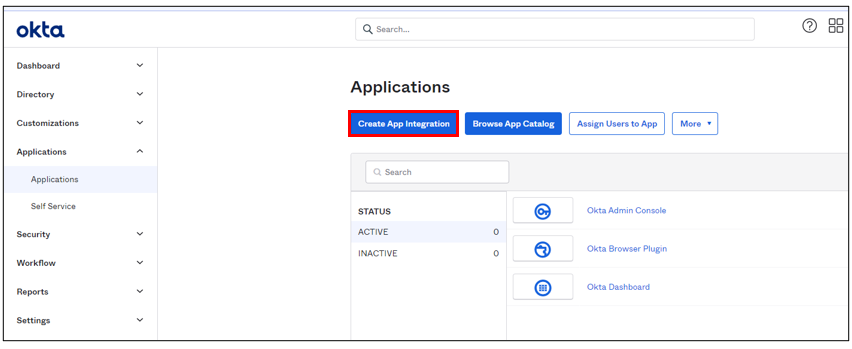 okta
Search...
Dashboard
Directory
Customizations
Applications
Applications
Self Service
Security
Workflow
Reports
Settings
Applications
Create App Integration
Browse App Catalog
Assign Users to App
More
Search
STATUS
ACTIVE 0
INACTIVE 0
Okta Admin Console
Okta Browser Plugin
Okta Dashboard